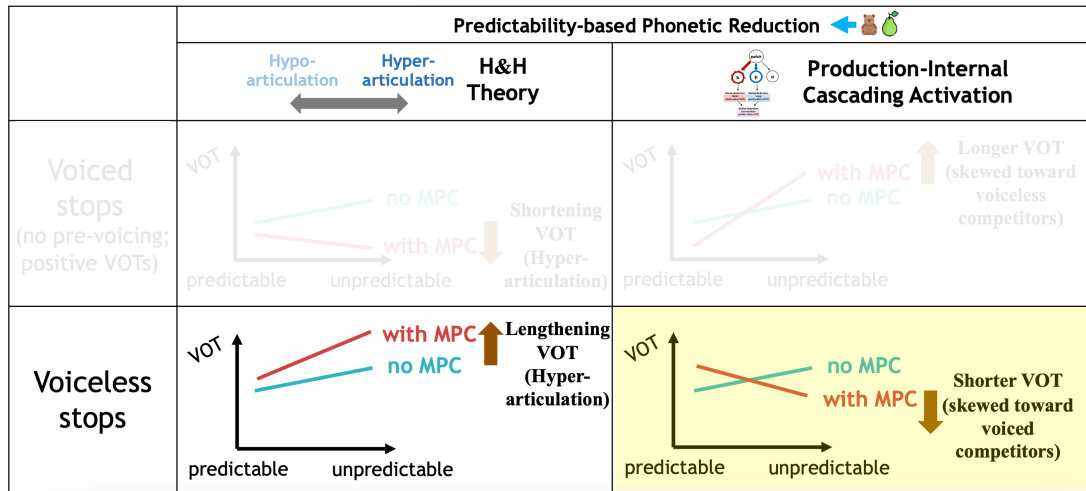 Predictability-based Phonetic Reduction
Hypo-
articulation
Hyper-
articulation
H&H
Theory
Production-Internal
Cascading Activation
Voiced
stops
(no pre-voicing;
positive VOTs)
VOT
no MPC
with MPC
predictable
unpredictable
Shortening
VOT
(Hyper-
articulation)
VOT
with MPC
no MPC
predictable
unpredictable
Longer VOT
(skewed toward
voiceless
competitors)
Voiceless
stops
VOT
with MPC
no MPC
predictable
unpredictable
Lengthening
VOT
(Hyper-
articulation)
VOT
no MPC
with MPC
predictable
unpredictable
Shorter VOT
(skewed toward
voiced
competitors)